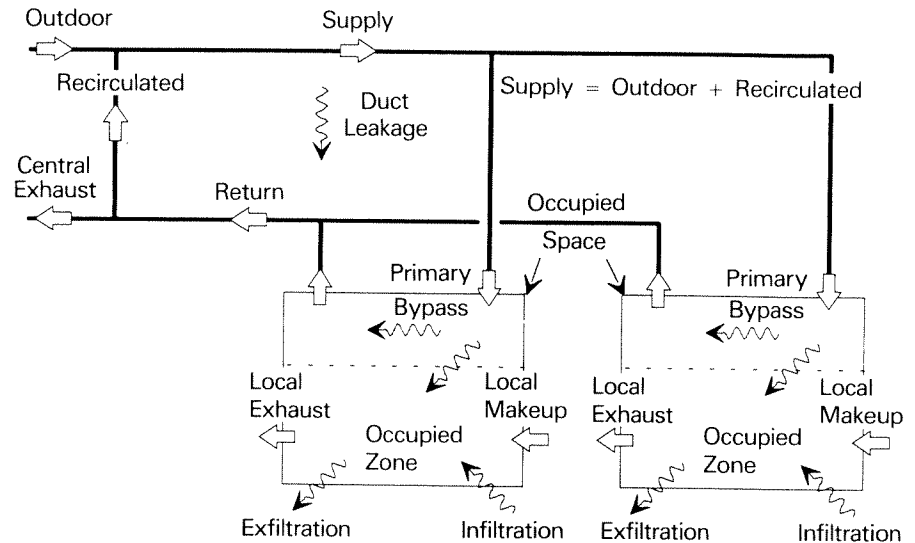 Outdoor
Supply
Recirculated
Supply = Outdoor + Recirculated
Duct
Leakage
Central
Exhaust
Return
Occupied
Space
Primary
Primary
Bypass
Bypass
Local
Exhaust
Local
Makeup
Local
Exhaust
Local
Makeup
Occupied
Zone
Occupied
Zone
Exfiltration
Infiltration
Exfiltration
Infiltration